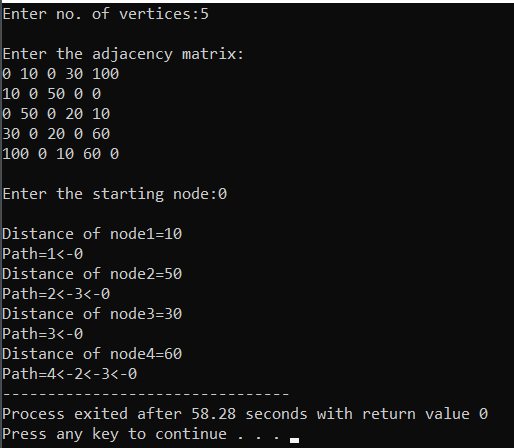 Enter no. of vertices:5
Enter the adjacency matrix:
0 10 0 30 100
10 0 50 0 0
0 50 0 20 10
30 0 20 0 60
100 0 10 60 0
Enter the starting node:0
Distance of node1=10
Path=1<-0
Distance of node2=50
Path=2<-3<-0
Distance of node3=30
Path=3<-0
Distance of node4=60
Path=4<-2<-3<-0
--------------------------------
Process exited after 58.28 seconds with return value 0
Press any key to continue . . .